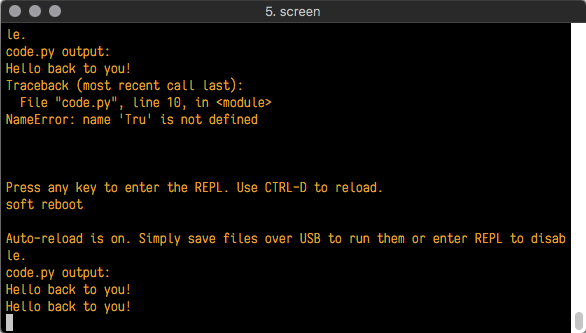 5. screen
le.
code.py output:
Hello back to you!
Traceback (most recent call last):
  File "code.py", line 10, in <module>
NameError: name 'Tru' is not defined
Press any key to enter the REPL. Use CTRL-D to reload.
soft reboot
Auto-reload is on. Simply save files over USB to run them or enter REPL to disab
le.
code.py output:
Hello back to you!
Hello back to you!